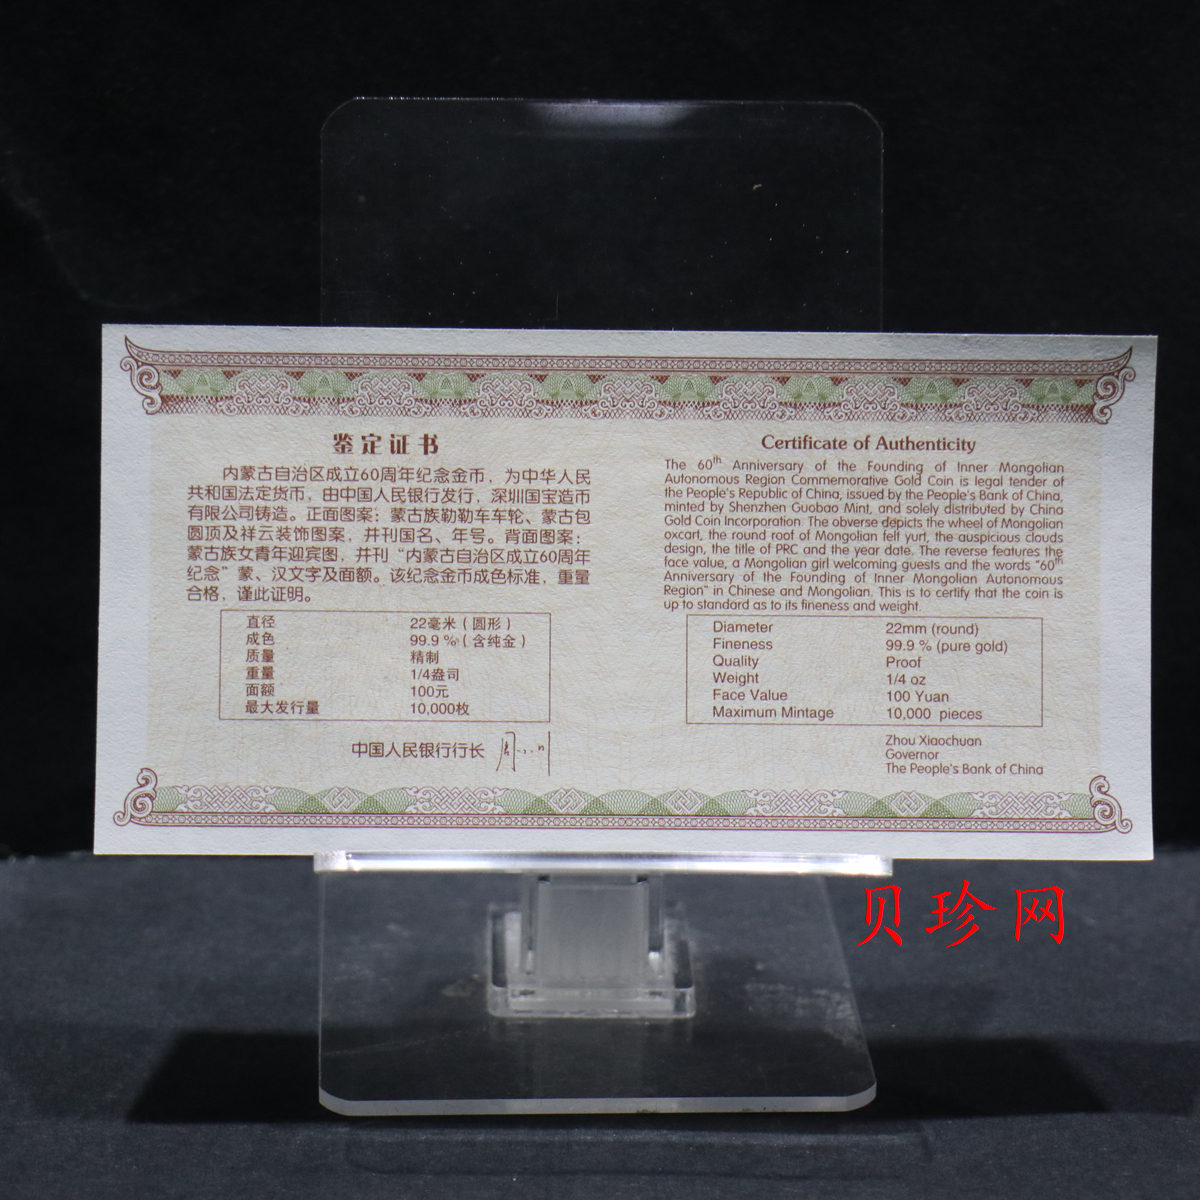 鉴定证书
内蒙古自治区成立60周年纪念金币，为中华人民
共和国法定货币，由中国人民银行发行，深圳国宝造币
有限公司铸造。正面图案：蒙古族勒勒车车轮、蒙古包
圆顶及祥云装饰图案，并刊国名、年号。背面图案：
蒙古族女青年迎宾图，并刊“内蒙古自治区成立60周年
纪念”蒙、汉文字及面额。该纪念金币成色标准，重量
合格，谨此证明。
直径 22毫米（圆形）
成色 99.9％（含纯金）
质量 精制
重量 1/4盎司
面额 100元
最大发行量 10,000枚
中国人民银行行长 周小川
Certificate of Authenticity
The 60th Anniversary of the Founding of Inner Mongolian
Autonomous Region Commemorative Gold Coin is legal tender of
the People's Republic of China, issued by the People's Bank of China,
minted by Shenzhen Guobao Mint, and solely distributed by China
Gold Coin Incorporation. The obverse depicts the wheel of Mongolian
oxcart, the round roof of Mongolian felt yurt, the auspicious clouds
design, the title of PRC and the year date. The reverse features the
face value, a Mongolian girl welcoming guests and the words "60th
Anniversary of the Founding of Inner Mongolian Autonomous
Region" in Chinese and Mongolian. This is to certify that the coin is
up to standard as to its fineness and weight.
Diameter 22mm (round)
Fineness 99.9 % (pure gold)
Quality Proof
Weight 1/4 oz
Face Value 100 Yuan
Maximum Mintage 10,000 pieces
Zhou Xiaochuan
Governor
The People's Bank of China
贝珍网